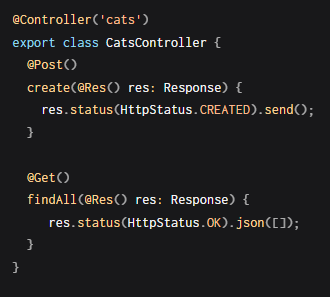 @Controller('cats')
export class CatsController {
  @Post()
  create(@Res() res: Response) {
    res.status(HttpStatus.CREATED).send();
  }

  @Get()
  findAll(@Res() res: Response) {
     res.status(HttpStatus.OK).json([]);
  }
}